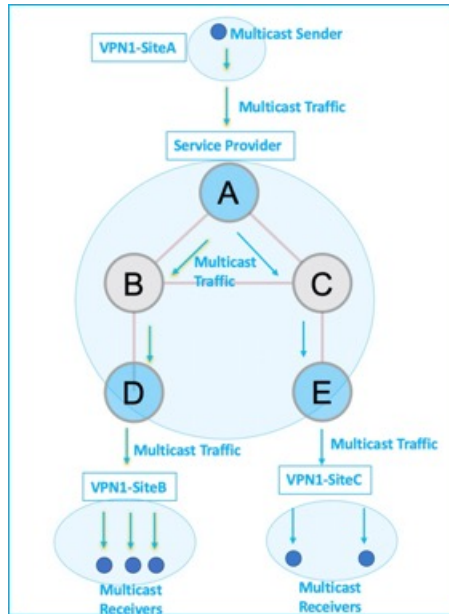 Multicast Sender
VPN1-SiteA
Multicast Traffic
Service Provider
A
Multicast
Traffic
B
C
D
E
Multicast Traffic
Multicast Traffic
VPN1-SiteB
VPN1-SiteC
Multicast
Receivers
Multicast
Receivers